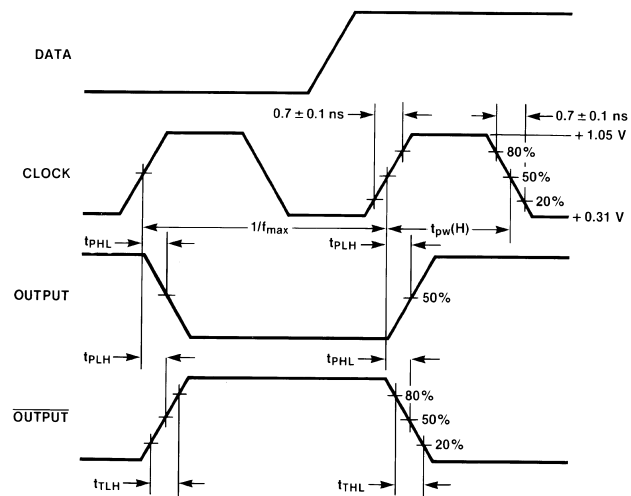 DATA
0.7 ± 0.1 ns
0.7 ± 0.1 ns
+ 1.05 V
CLOCK
80%
50%
20%
+ 0.31 V
1/fmax
tpw(H)
tPHL
tPLH
OUTPUT
50%
tPLH
tPHL
OUTPUT
80%
50%
20%
tTLH
tTHL